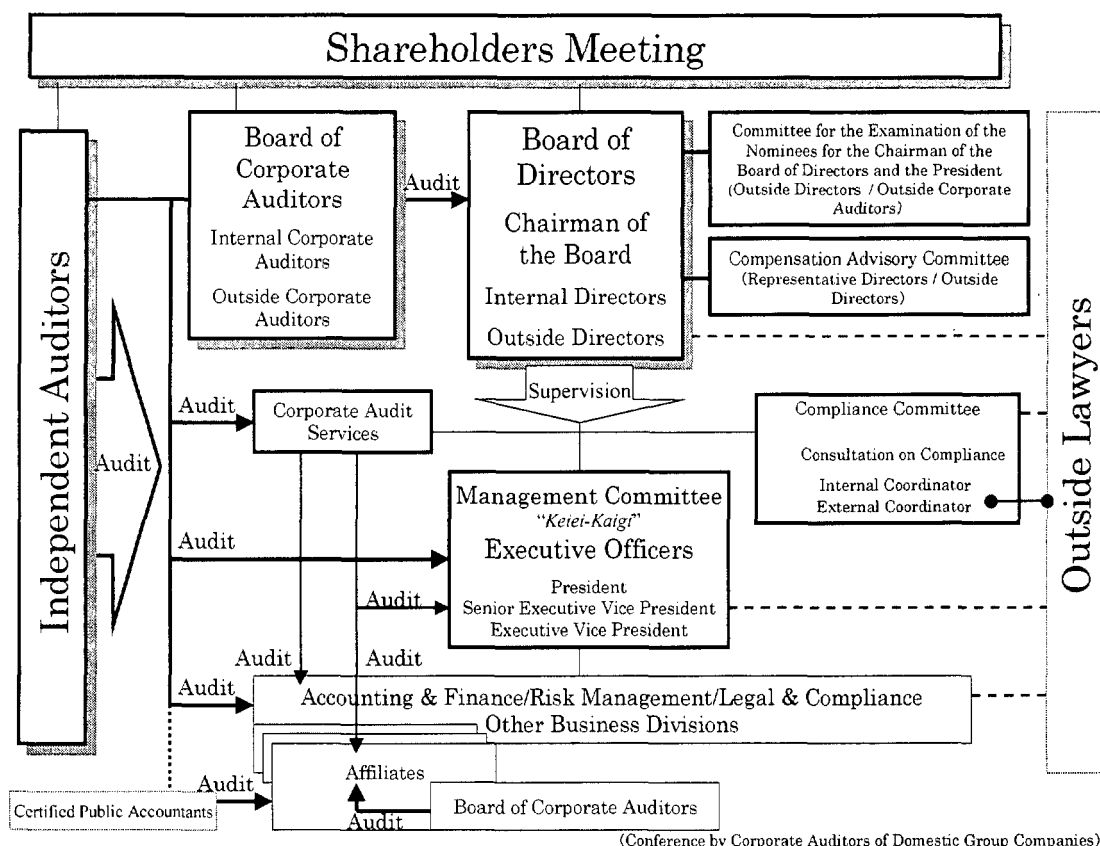 Shareholders Meeting
Independent Auditors
Audit
Board of
Corporate
Auditors
Internal Corporate
Auditors
Outside Corporate
Auditors
Audit
Board of
Directors
Chairman of
the Board
Internal Directors
Outside Directors
Committee for the Examination of the
Nominees for the Chairman of the
Board of Directors and the President
(Outside Directors / Outside Corporate
Auditors)
Compensation Advisory Committee
(Representative Directors / Outside
Directors)
Outside Lawyers
Supervision
Audit
Corporate Audit
Services
Compliance Committee
Consultation on Compliance
Internal Coordinator
External Coordinator
Audit
Management Committee
"Keiei-Kaigi"
Executive Officers
President
Senior Executive Vice President
Executive Vice President
Audit
Audit
Audit
Audit
Accounting & Finance/Risk Management/Legal & Compliance
Other Business Divisions
Affiliates
Audit
Certified Public Accountants
Board of Corporate Auditors
Audit
(Conference by Corporate Auditors of Domestic Group Companies)